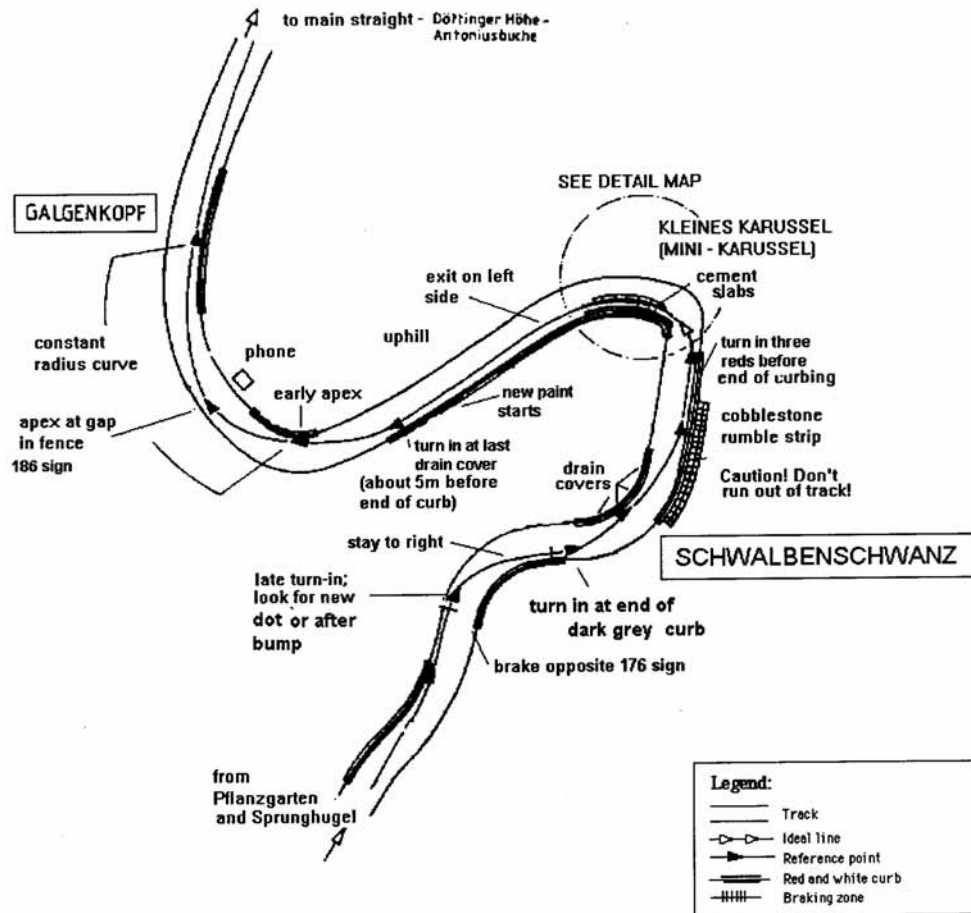 to main straight - Döttinger Höhe-
Antoniusbuche
GALGENKOPF
SEE DETAIL MAP
KLEINES KARUSSEL
(MINI - KARUSSEL)
cement
slabs
exit on left
side
uphill
constant
radius curve
phone
turn in three
reds before
end of curbing
early apex
new paint
starts
apex at gap
in fence
186 sign
cobblestone
rumble strip
turn in at last
drain cover
(about 5m before
end of curb)
drain
covers
Caution! Don't
run out of track!
stay to right
SCHWALBENSCHWANZ
late turn-in;
look for new
dot or after
bump
turn in at end of
dark grey curb
brake opposite 176 sign
from
Pflanzgarten
and Sprunghugel
Legend:
Track
Ideal line
Reference point
Red and white curb
Braking zone